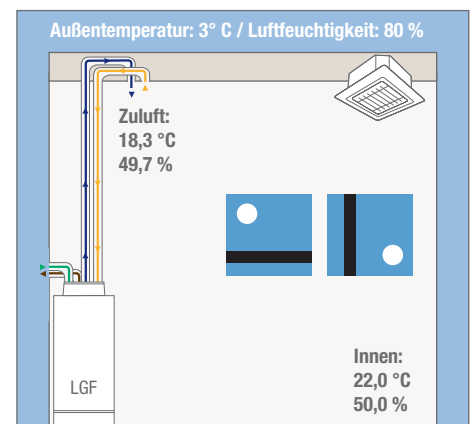 Außentemperatur: 3° C / Luftfeuchtigkeit: 80 %
Zuluft:
18,3 °C
49,7 %
Innen:
22,0 °C
50,0 %
LGF